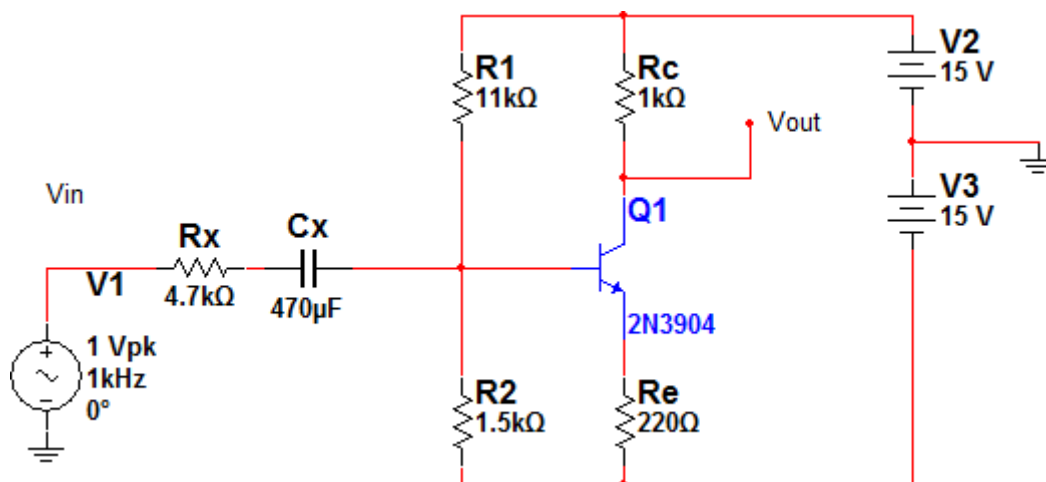 R1
11kΩ
Rc
1kΩ
V2
15 V
Vout
Vin
V3
15 V
Q1
Rx
4.7kΩ
Cx
470µF
V1
2N3904
1 Vpk
1kHz
0°
R2
1.5kΩ
Re
220Ω